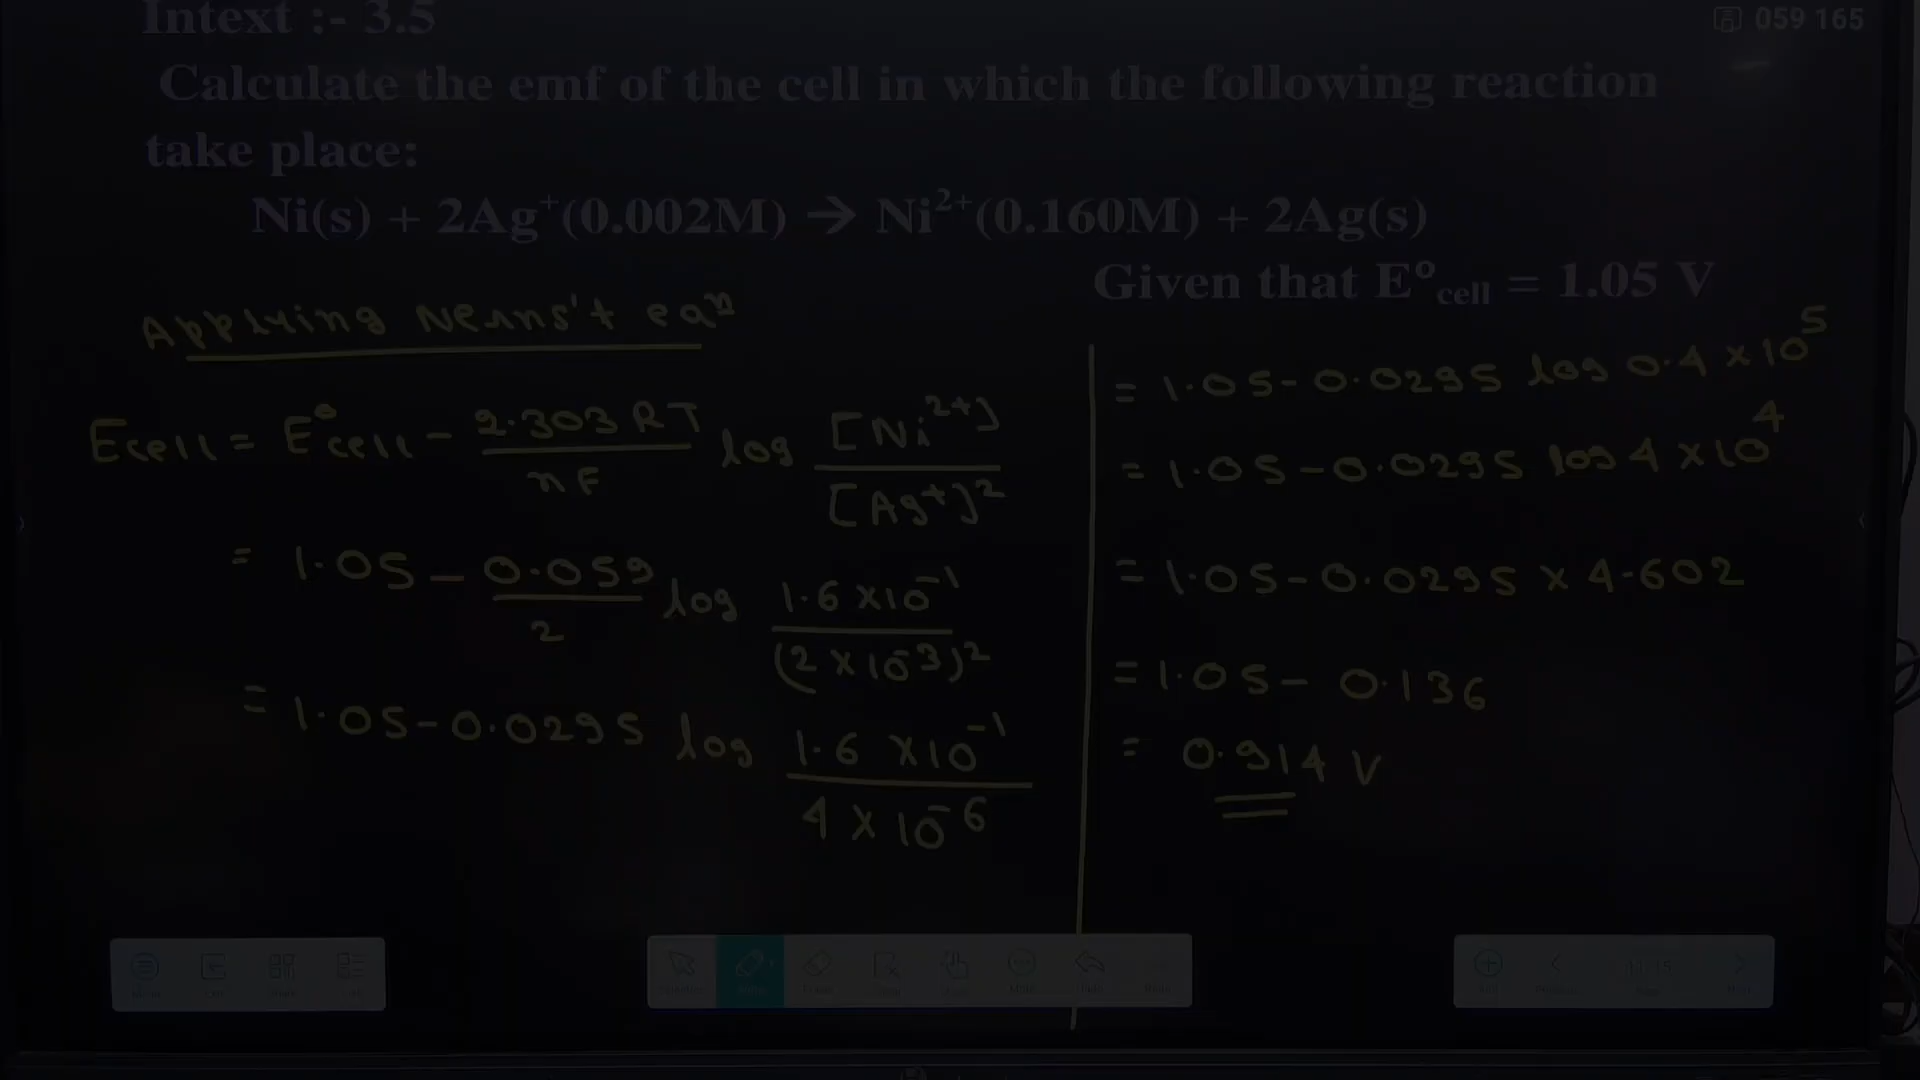 Intext :- 3.5
059 165
Calculate the emf of the cell in which the following reaction
take place:
Ni(s) + 2Ag⁺(0.002M) → Ni²⁺(0.160M) + 2Ag(s)
Given that E°cell = 1.05 V
Applying Nerns't eqⁿ
Ecell = E°cell - 2.303 RT / nF log [Ni²⁺] / [Ag⁺]²
= 1.05 - 0.059 / 2 log 1.6 × 10⁻¹ / (2 × 10⁻³)²
= 1.05 - 0.0295 log 1.6 × 10⁻¹ / 4 × 10⁻⁶
= 1.05 - 0.0295 log 0.4 × 10⁵
= 1.05 - 0.0295 log 4 × 10⁴
= 1.05 - 0.0295 × 4.602
= 1.05 - 0.136
= 0.914 V